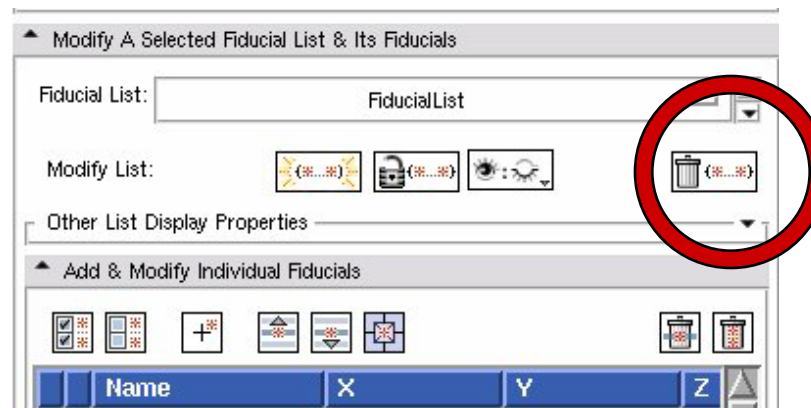 Modify A Selected Fiducial List & Its Fiducials
Fiducial List: FiducialList
Modify List: (*...*) (*...*) : (*...*)
Other List Display Properties
Add & Modify Individual Fiducials
Name X Y Z